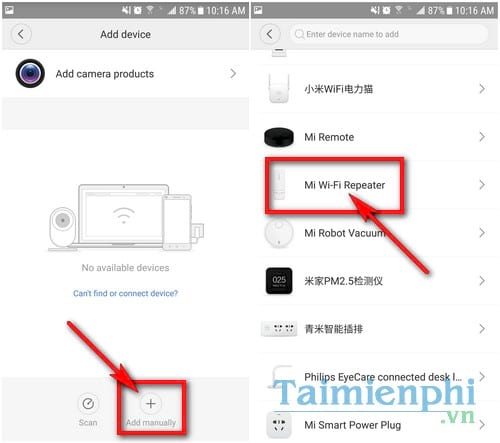 87% 10:16 AM
Add device
Add camera products
No available devices
Can't find or connect device?
Scan
Add manually
87% 10:16 AM
Enter device name to add
小米WiFi电力猫
Mi Remote
Mi Wi-Fi Repeater
Mi Robot Vacuum
025
米家PM2.5检测仪
青米智能插排
Philips EyeCare connected desk l...
Mi Smart Power Plug
Taimienphi
.vn